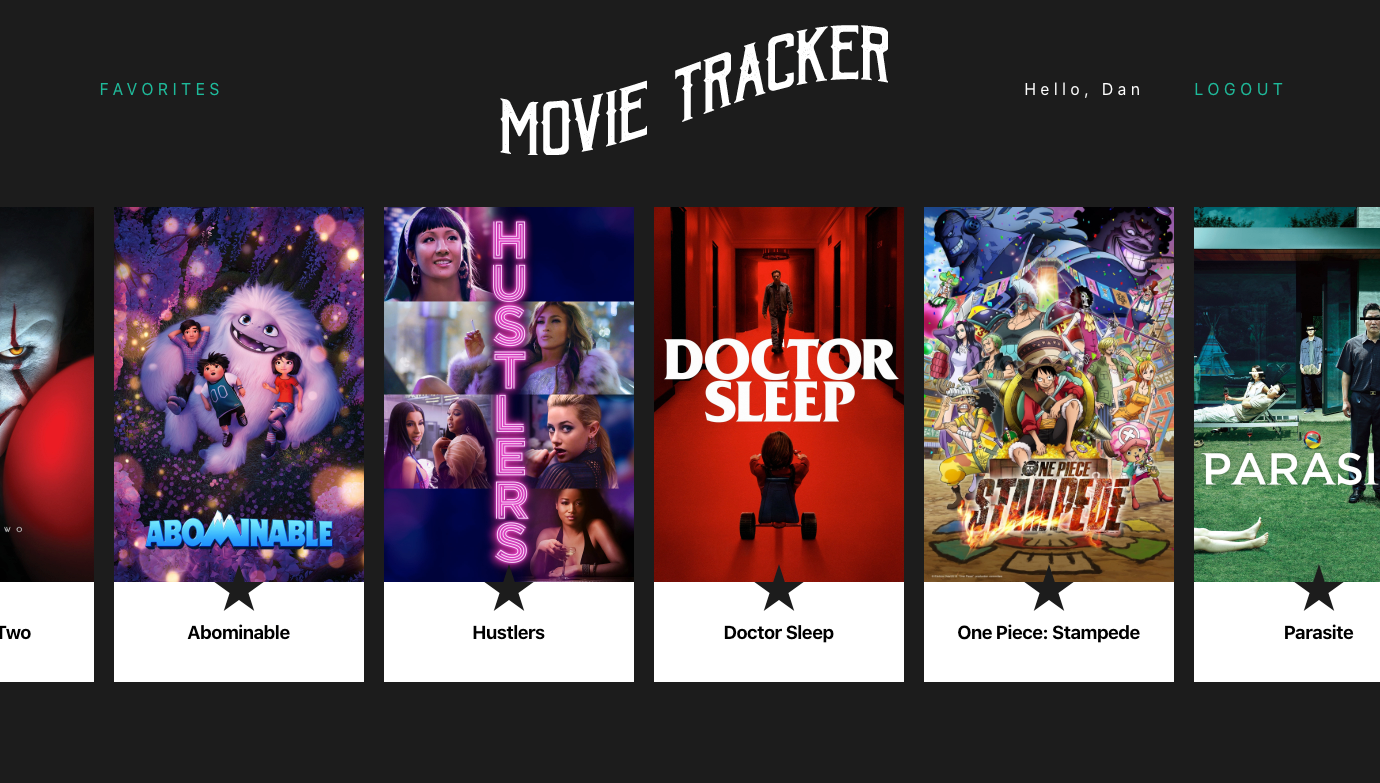 FAVORITES
MOVIE TRACKER
Hello, Dan
LOGOUT
WO
ABOMINABLE
HUSTLERS
DOCTOR
SLEEP
ONE PIECE
STAMPEDE
PARASI
Two
Abominable
Hustlers
Doctor Sleep
One Piece: Stampede
Parasite